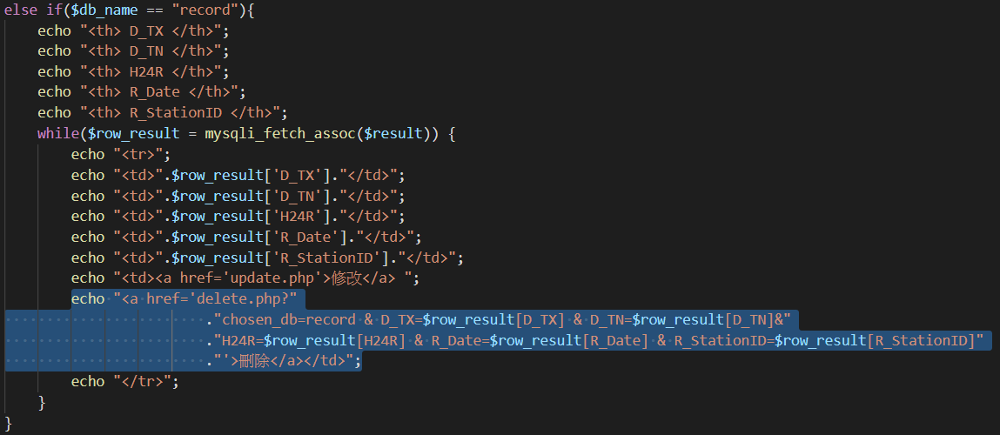 else if($db_name == "record"){
echo "<th> D_TX </th>";
echo "<th> D_TN </th>";
echo "<th> H24R </th>";
echo "<th> R_Date </th>";
echo "<th> R_StationID </th>";
while($row_result = mysqli_fetch_assoc($result)) {
echo "<tr>";
echo "<td>".$row_result['D_TX']."</td>";
echo "<td>".$row_result['D_TN']."</td>";
echo "<td>".$row_result['H24R']."</td>";
echo "<td>".$row_result['R_Date']."</td>";
echo "<td>".$row_result['R_StationID']."</td>";
echo "<td><a href='update.php'>修改</a> ";
echo "<a href='delete.php?"
."chosen_db=record & D_TX=$row_result[D_TX] & D_TN=$row_result[D_TN]&"
."H24R=$row_result[H24R] & R_Date=$row_result[R_Date] & R_StationID=$row_result[R_StationID]"
."'>刪除</a></td>";
echo "</tr>";
}
}